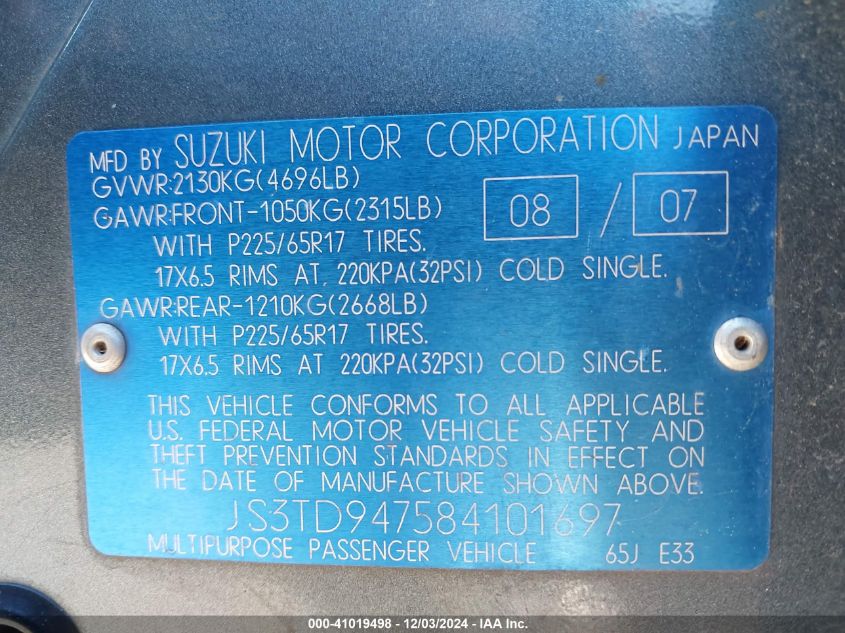 MFD BY SUZUKI MOTOR CORPORATION JAPAN
GVWR:2130KG(4696LB)
GAWR:FRONT-1050KG(2315LB) 08 / 07
WITH P225/65R17 TIRES.
17X6.5 RIMS AT, 220KPA(32PSI) COLD SINGLE.
GAWR:REAR-1210KG(2668LB)
WITH P225/65R17 TIRES.
17X6.5 RIMS AT 220KPA(32PSI) COLD SINGLE.
THIS VEHICLE CONFORMS TO ALL APPLICABLE
U.S. FEDERAL MOTOR VEHICLE SAFETY AND
THEFT PREVENTION STANDARDS IN EFFECT ON
THE DATE OF MANUFACTURE SHOWN ABOVE.
JS3TD947584101697
MULTIPURPOSE PASSENGER VEHICLE 65J E33
000-41019498 - 12/03/2024 - IAA Inc.